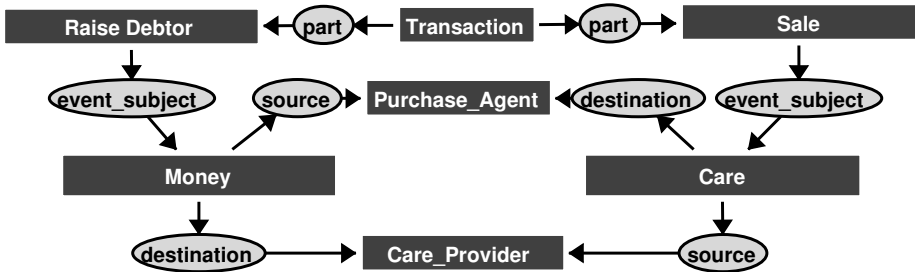 Raise Debtor
part
Transaction
part
Sale
event_subject
source
Purchase_Agent
destination
event_subject
Money
Care
destination
Care_Provider
source